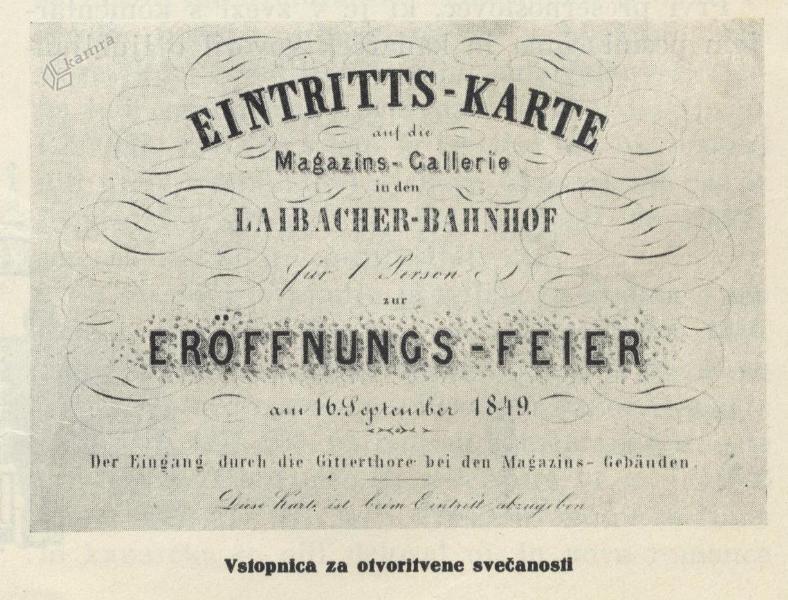 kamra
EINTRITTS-KARTE
auf die
Magazins-Gallerie
in den
LAIBACHER-BAHNHOF
für 1 Person
zur
ERÖFFNUNGS-FEIER
am 16. September 1849.
Der Eingang durch die Gitterthore bei den Magazins-Gebänden.
Diese Karte ist beim Eintritt abzugeben
Vstopnica za otvoritvene svečanosti